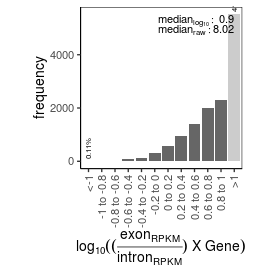 median_log₁₀ : 0.9
median_raw : 8.02
frequency
4000
2000
0
0.11%
<-1
-1 to -0.8
-0.8 to -0.6
-0.6 to -0.4
-0.4 to -0.2
-0.2 to 0
0 to 0.2
0.2 to 0.4
0.4 to 0.6
0.6 to 0.8
0.8 to 1
>1
log₁₀((exon_RPKM / intron_RPKM) X Gene)